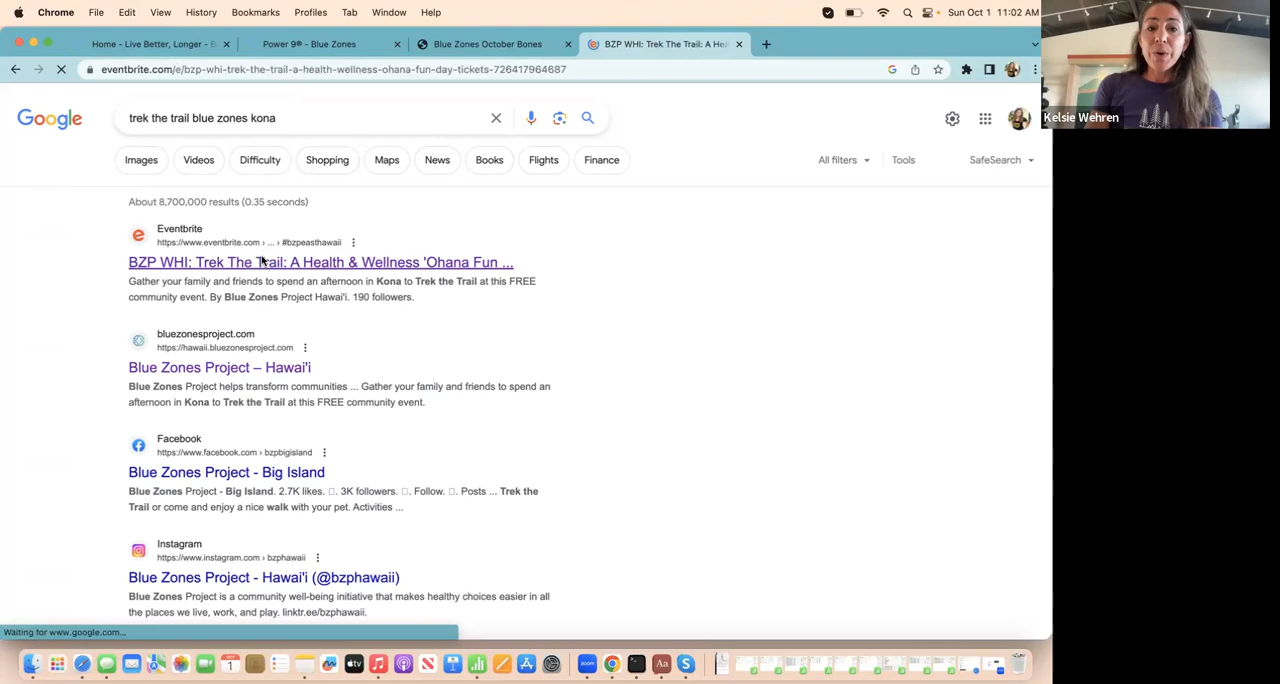 Chrome File Edit View History Bookmarks Profiles Tab Window Help Sun Oct 1 11:02 AM
Home - Live Better, Longer - B Power 9® - Blue Zones Blue Zones October Bones BZP WHI: Trek The Trail: A Hea
eventbrite.com/e/bzp-whi-trek-the-trail-a-health-wellness-ohana-fun-day-tickets-726417964687
Kelsie Wehren
Google trek the trail blue zones kona
Images Videos Difficulty Shopping Maps News Books Flights Finance All filters Tools SafeSearch
About 8,700,000 results (0.35 seconds)
Eventbrite
https://www.eventbrite.com › ... › #bzpeasthawaii
BZP WHI: Trek The Trail: A Health & Wellness 'Ohana Fun ...
Gather your family and friends to spend an afternoon in Kona to Trek the Trail at this FREE
community event. By Blue Zones Project Hawai'i. 190 followers.
bluezonesproject.com
https://hawaii.bluezonesproject.com
Blue Zones Project – Hawai'i
Blue Zones Project helps transform communities ... Gather your family and friends to spend an
afternoon in Kona to Trek the Trail at this FREE community event.
Facebook
https://www.facebook.com › bzpbigisland
Blue Zones Project - Big Island
Blue Zones Project - Big Island. 2.7K likes. □. 3K followers. □. Follow. □. Posts ... Trek the
Trail or come and enjoy a nice walk with your pet. Activities ...
Instagram
https://www.instagram.com › bzphawaii
Blue Zones Project - Hawai'i (@bzphawaii)
Blue Zones Project is a community well-being initiative that makes healthy choices easier in all
the places we live, work, and play. linktr.ee/bzphawaii.
Waiting for www.google.com...